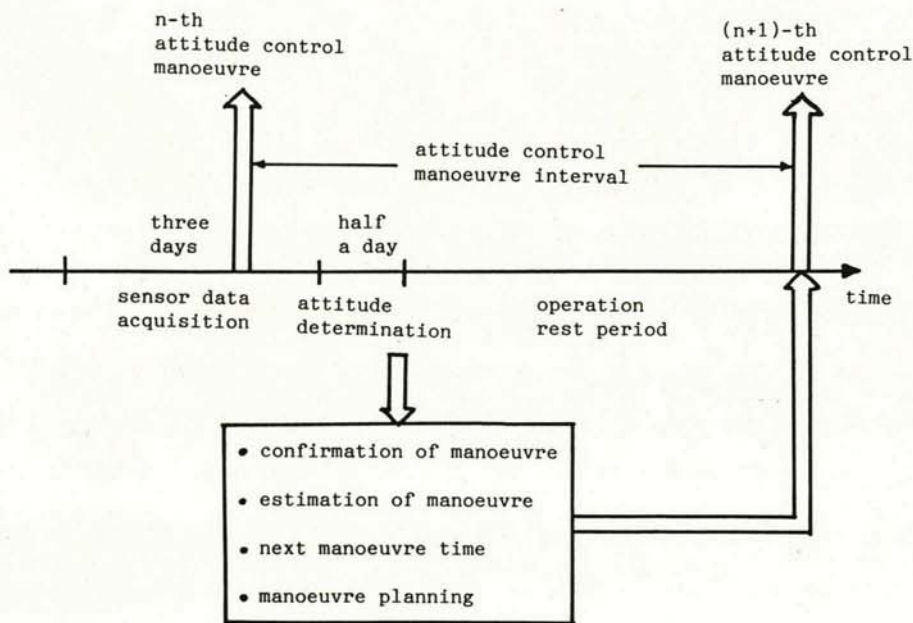 n-th
attitude control
manoeuvre
(n+1)-th
attitude control
manoeuvre
attitude control
manoeuvre interval
three
days
half
a day
sensor data
acquisition
attitude
determination
operation
rest period
time
• confirmation of manoeuvre
• estimation of manoeuvre
• next manoeuvre time
• manoeuvre planning